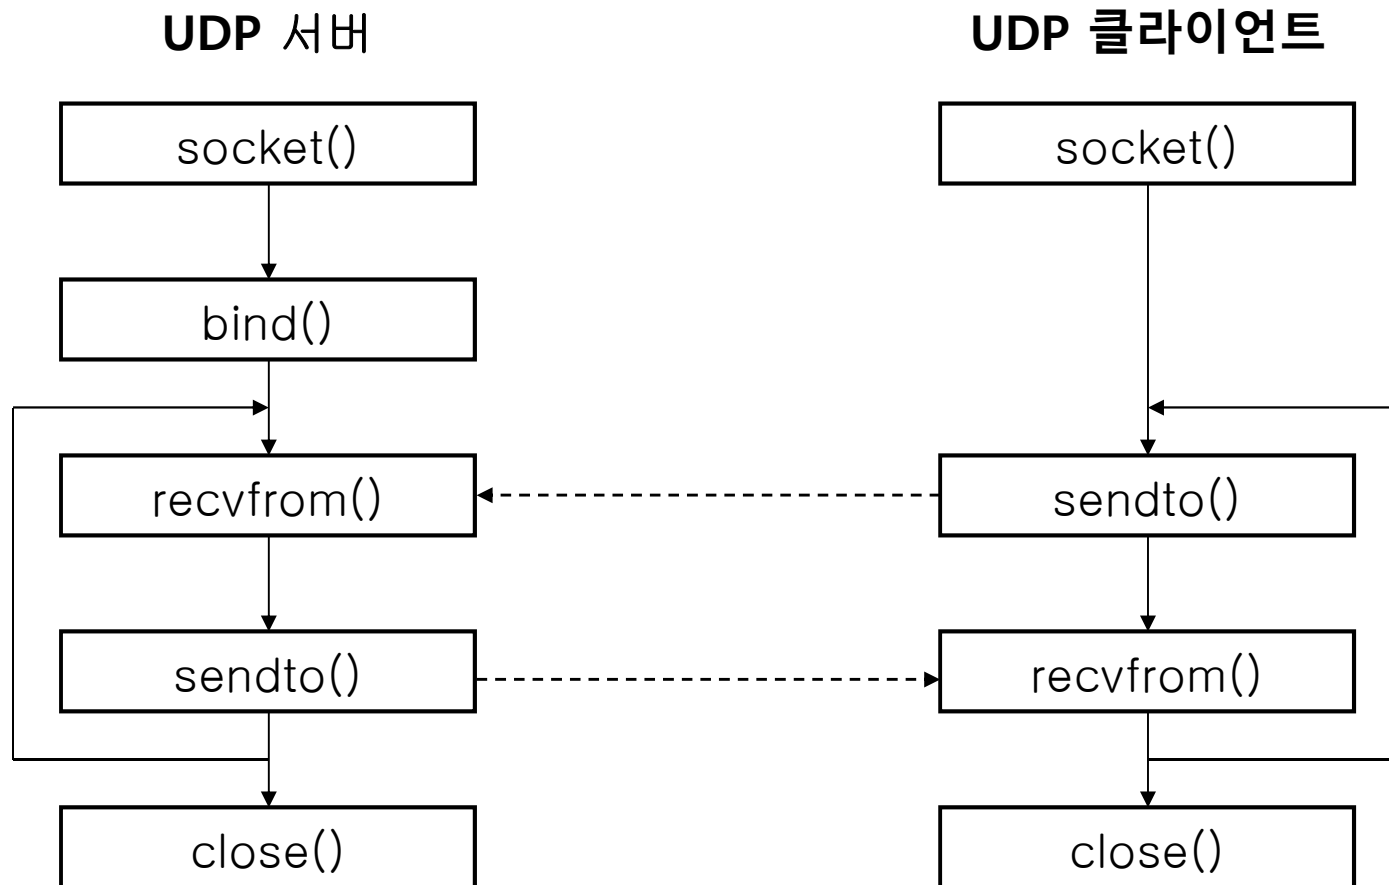 UDP 서버
socket()
bind()
recvfrom()
sendto()
close()
UDP 클라이언트
socket()
sendto()
recvfrom()
close()